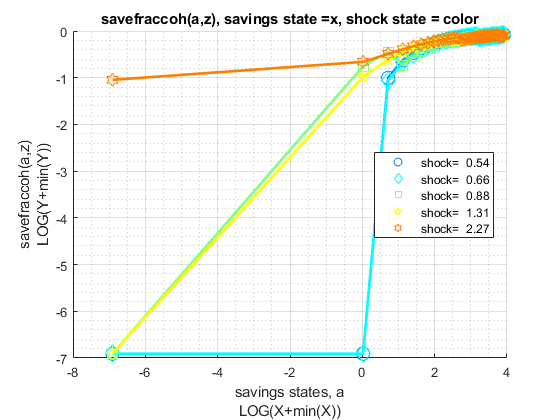 savefraccoh(a,z), savings state =x, shock state = color
0
-1
-2
-3
-4
-5
-6
-7
savefraccoh(a,z)
LOG(Y+min(Y))
shock= 0.54
shock= 0.66
shock= 0.88
shock= 1.31
shock= 2.27
-8 -6 -4 -2 0 2 4
savings states, a
LOG(X+min(X))